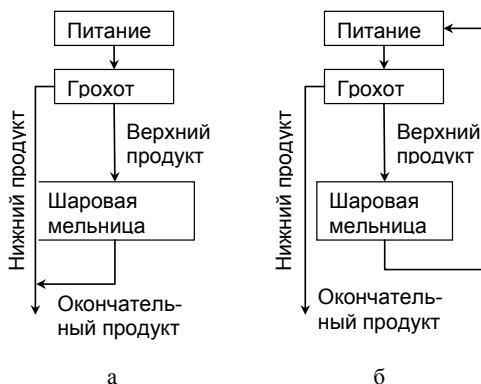 Питание
Грохот
Верхний
продукт
Нижний продукт
Шаровая
мельница
Окончатель-
ный продукт
а
Питание
Грохот
Верхний
продукт
Нижний продукт
Шаровая
мельница
Окончатель-
ный продукт
б